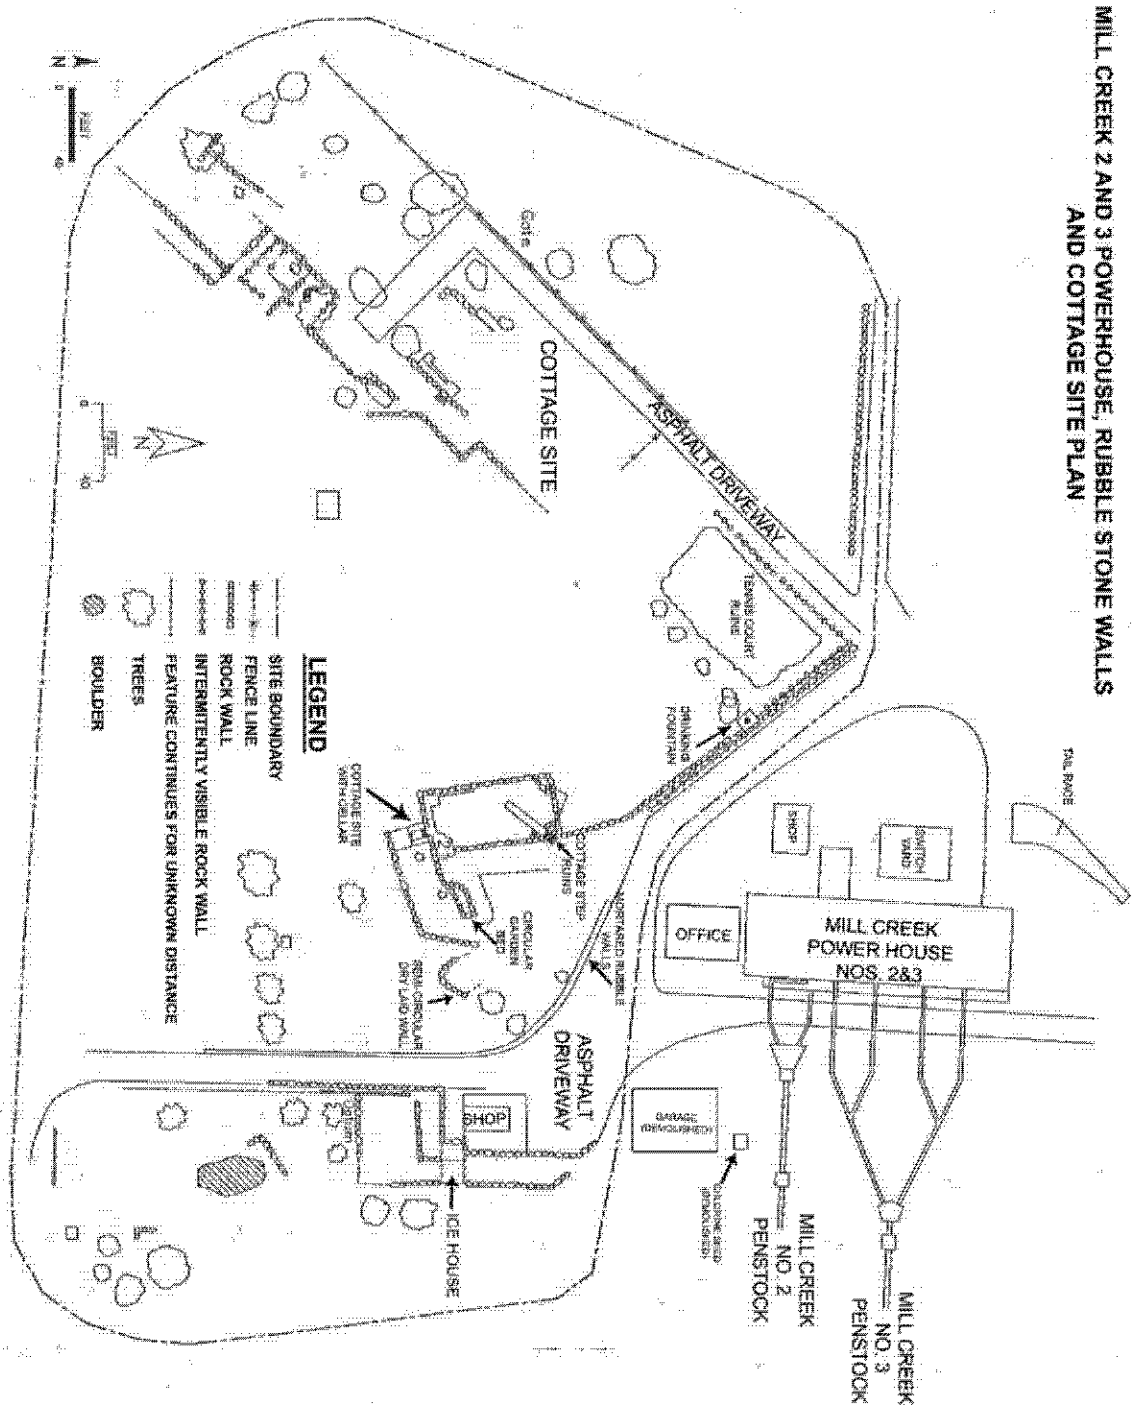 MILL CREEK 2 AND 3 POWERHOUSE, RUBBLE STONE WALLS
AND COTTAGE SITE PLAN
TAIL RACE
SWITCH
YARD
SHOP
MILL CREEK
POWER HOUSE
NOS. 2&3
OFFICE
MILL CREEK
NO. 3
PENSTOCK
MILL CREEK
NO. 2
PENSTOCK
ASPHALT DRIVEWAY
TENNIS COURT
RUINS
DRINKING
FOUNTAIN
Gate
COTTAGE SITE
COTTAGE STEP
RUINS
MORTARED RUBBLE
WALLS
CIRCULAR
GARDEN
BED
SEMI-CIRCULAR
DRY LAID WALL
COTTAGE SITE
WITH CELLAR
ASPHALT
DRIVEWAY
SHOP
ICE HOUSE
LEGEND
SITE BOUNDARY
FENCE LINE
ROCK WALL
INTERMITENTLY VISIBLE ROCK WALL
FEATURE CONTINUES FOR UNKNOWN DISTANCE
TREES
BOULDER
N
0 FEET 40
N
0 FEET 40